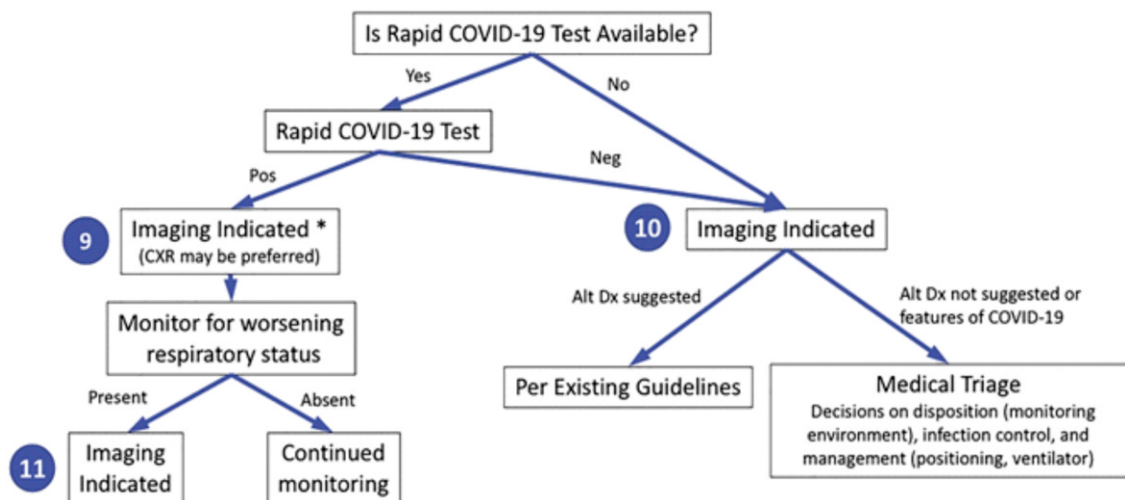 Is Rapid COVID-19 Test Available?
Yes
No
Rapid COVID-19 Test
Pos
Neg
9
Imaging Indicated *
(CXR may be preferred)
10
Imaging Indicated
Monitor for worsening
respiratory status
Alt Dx suggested
Alt Dx not suggested or
features of COVID-19
Present
Absent
Per Existing Guidelines
Medical Triage
Decisions on disposition (monitoring
environment), infection control, and
management (positioning, ventilator)
11
Imaging
Indicated
Continued
monitoring